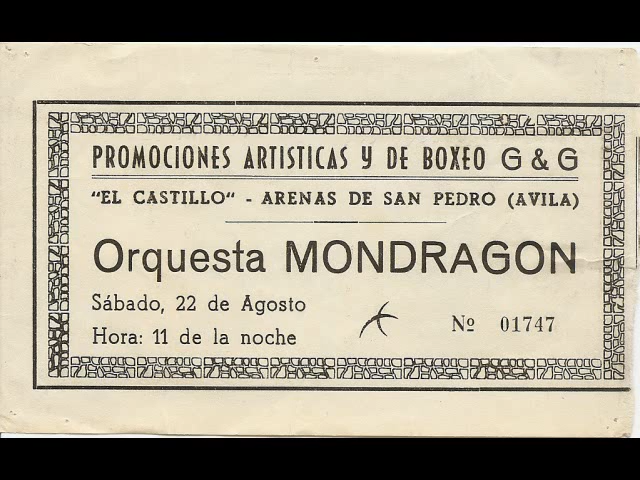 PROMOCIONES ARTISTICAS Y DE BOXEO G & G
"EL CASTILLO" - ARENAS DE SAN PEDRO (AVILA)
Orquesta MONDRAGON
Sábado, 22 de Agosto
Hora: 11 de la noche
Nº 01747